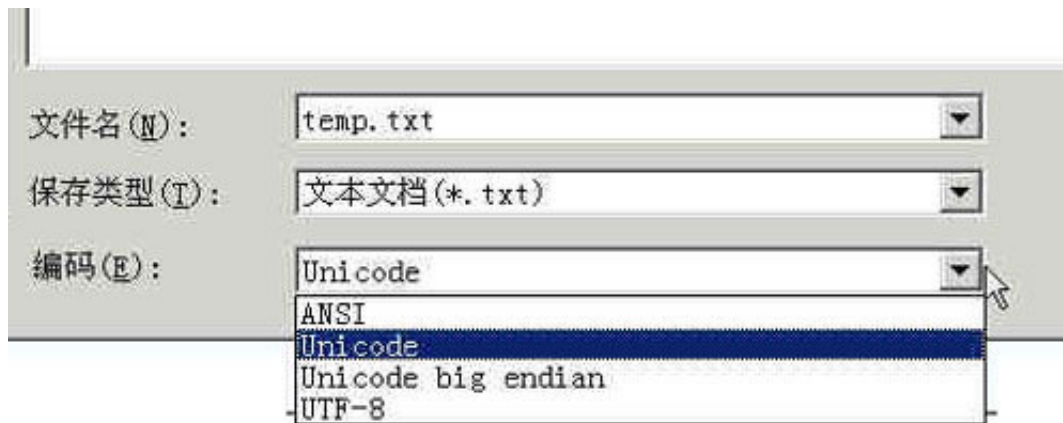 文件名(N): temp.txt
保存类型(T): 文本文档(*.txt)
编码(E): Unicode
ANSI
Unicode
Unicode big endian
UTF-8